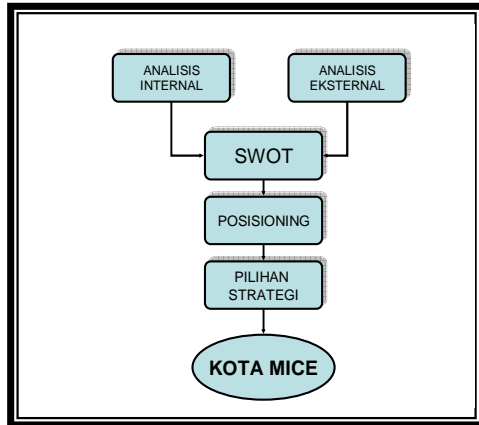 ANALISIS
INTERNAL
ANALISIS
EKSTERNAL
SWOT
POSISIONING
PILIHAN
STRATEGI
KOTA MICE